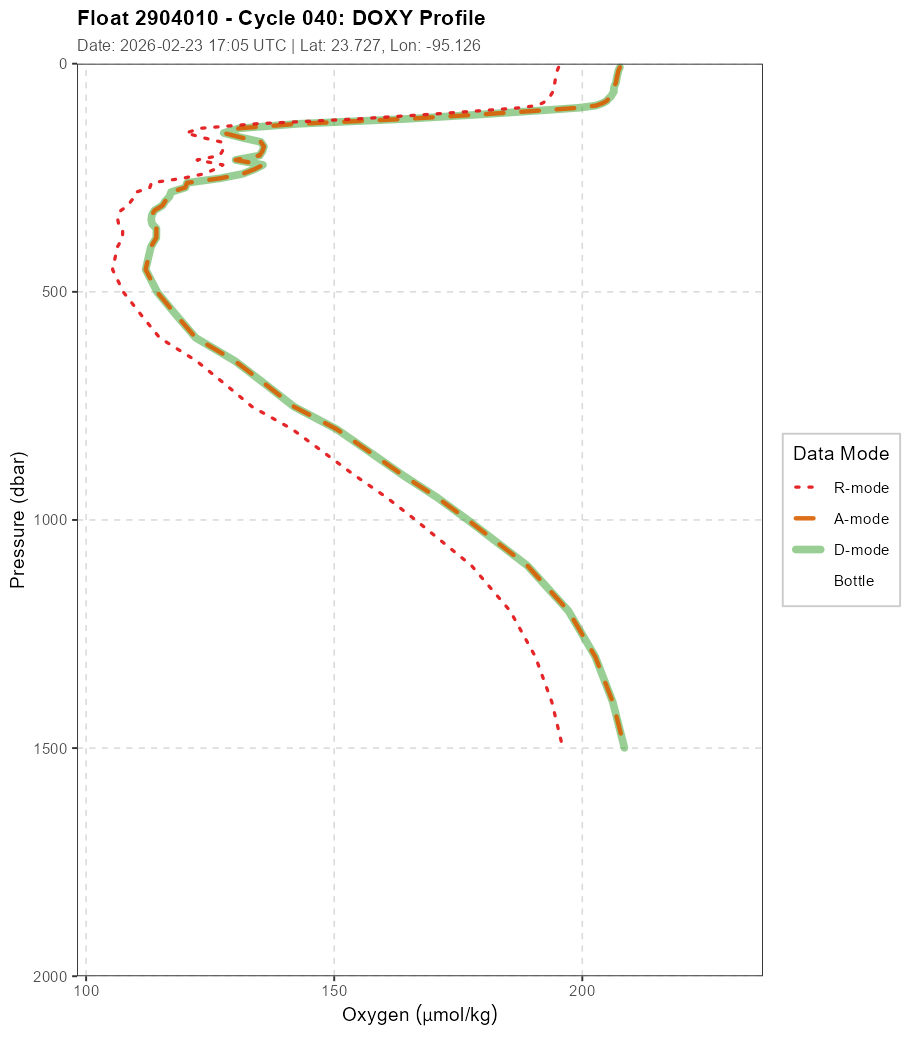 Float 2904010 - Cycle 040: DOXY Profile
Date: 2026-02-23 17:05 UTC | Lat: 23.727, Lon: -95.126
0
500
1000
1500
2000
Pressure (dbar)
100
150
200
Oxygen (μmol/kg)
Data Mode
R-mode
A-mode
D-mode
Bottle